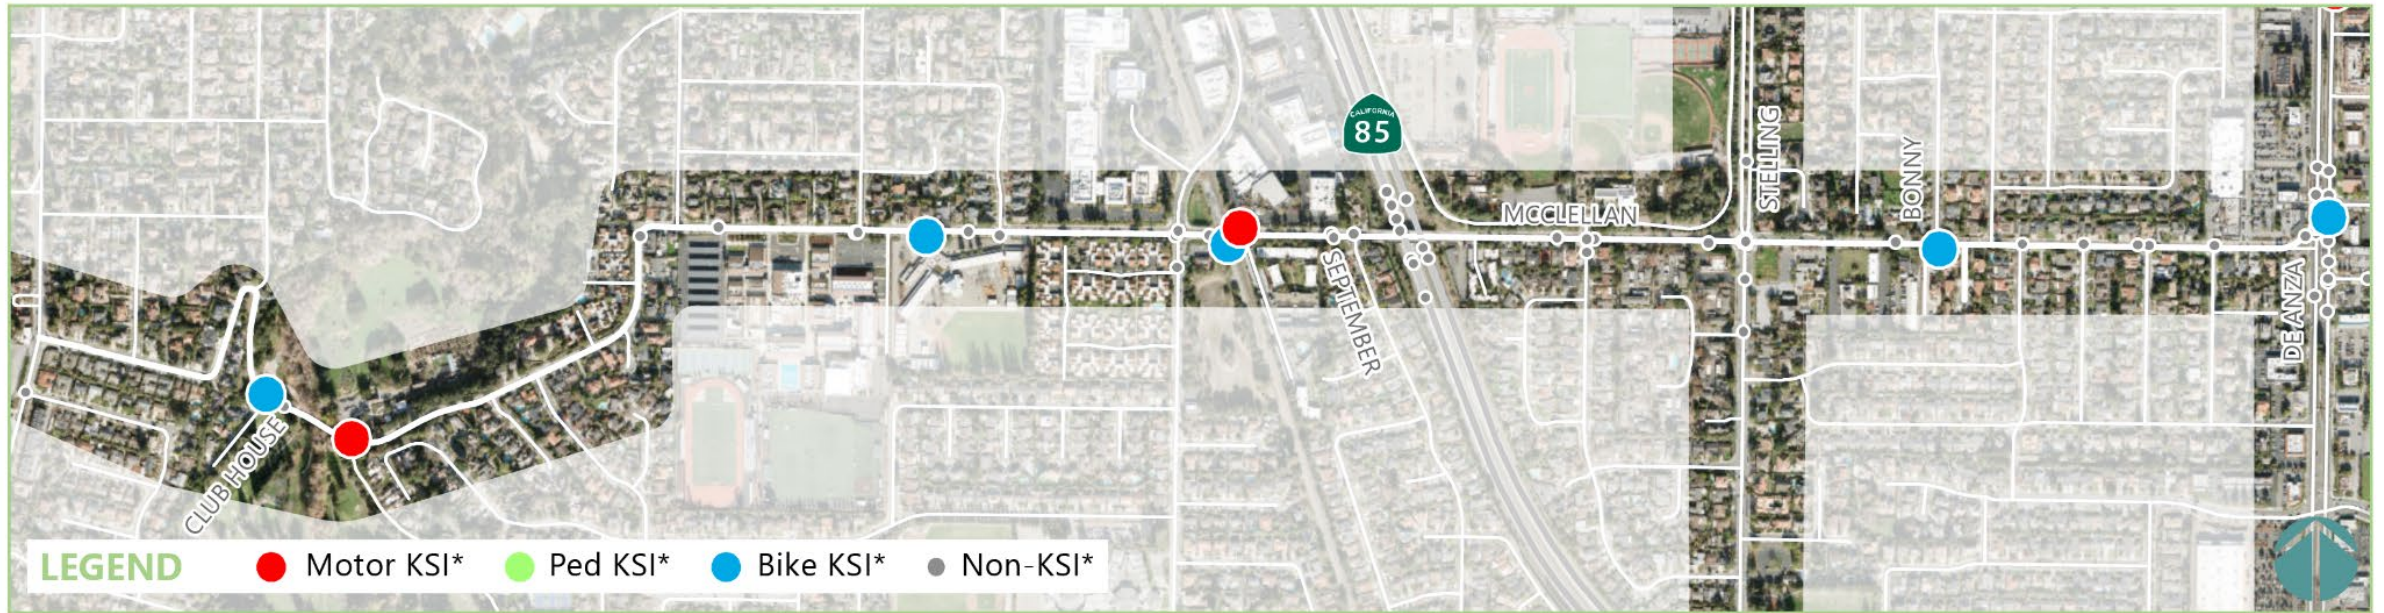 CALIFORNIA
85
STELLING
BONNY
MCCLELLAN
SEPTEMBER
DE ANZA
CLUB HOUSE
LEGEND
Motor KSI*
Ped KSI*
Bike KSI*
Non-KSI*